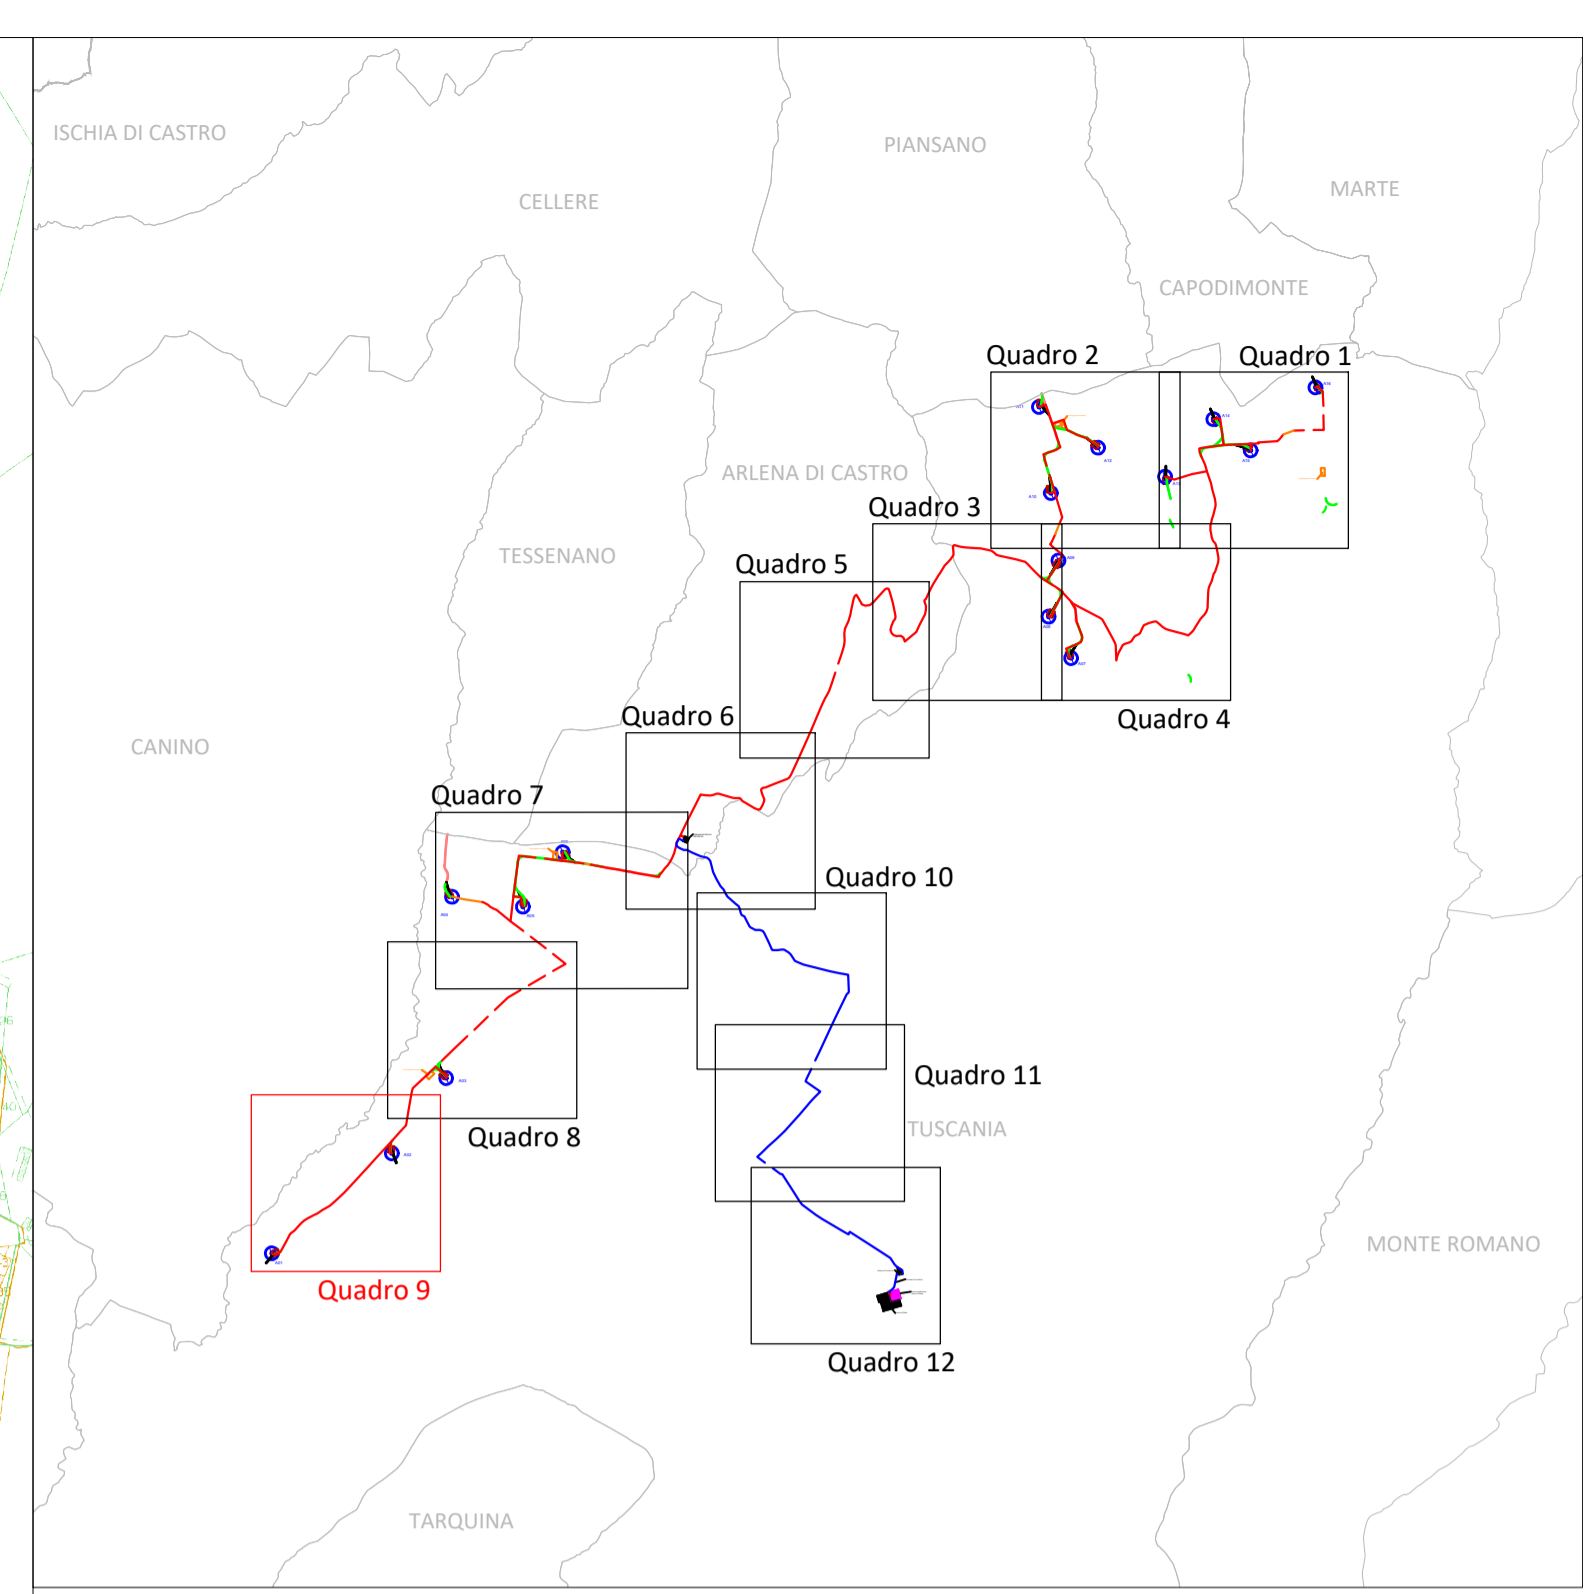 ISCHIA DI CASTRO
PIANSANO
CELLERE
MARTE
CAPODIMONTE
Quadro 2
Quadro 1
ARLENA DI CASTRO
Quadro 3
TESSENANO
Quadro 5
Quadro 6
Quadro 4
CANINO
Quadro 7
Quadro 10
Quadro 11
Quadro 8
TUSCANIA
MONTE ROMANO
Quadro 9
Quadro 12
TARQUINA